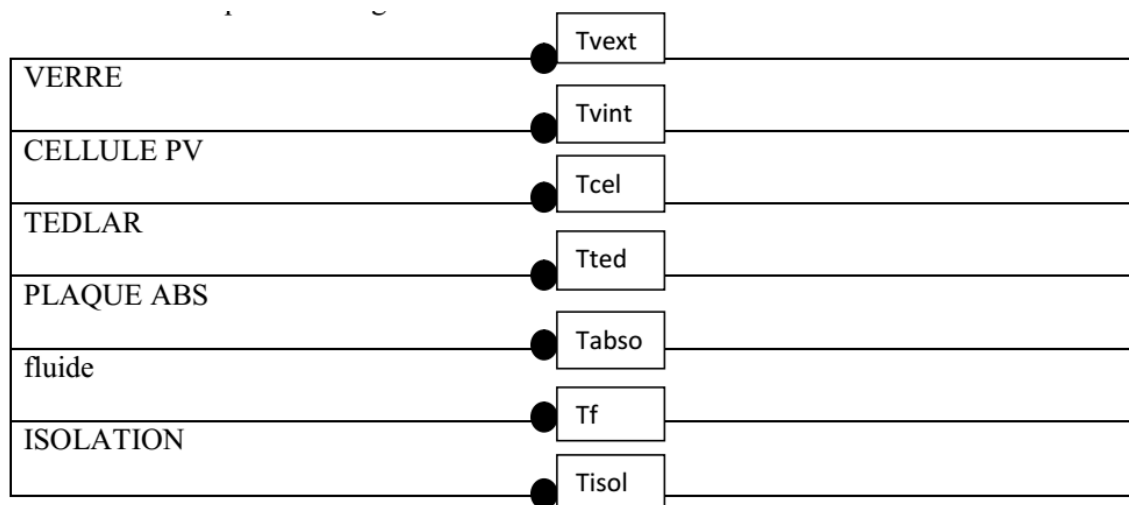 Tvext
VERRE
Tvint
CELLULE PV
Tcel
TEDLAR
Tted
PLAQUE ABS
Tabso
fluide
Tf
ISOLATION
Tisol